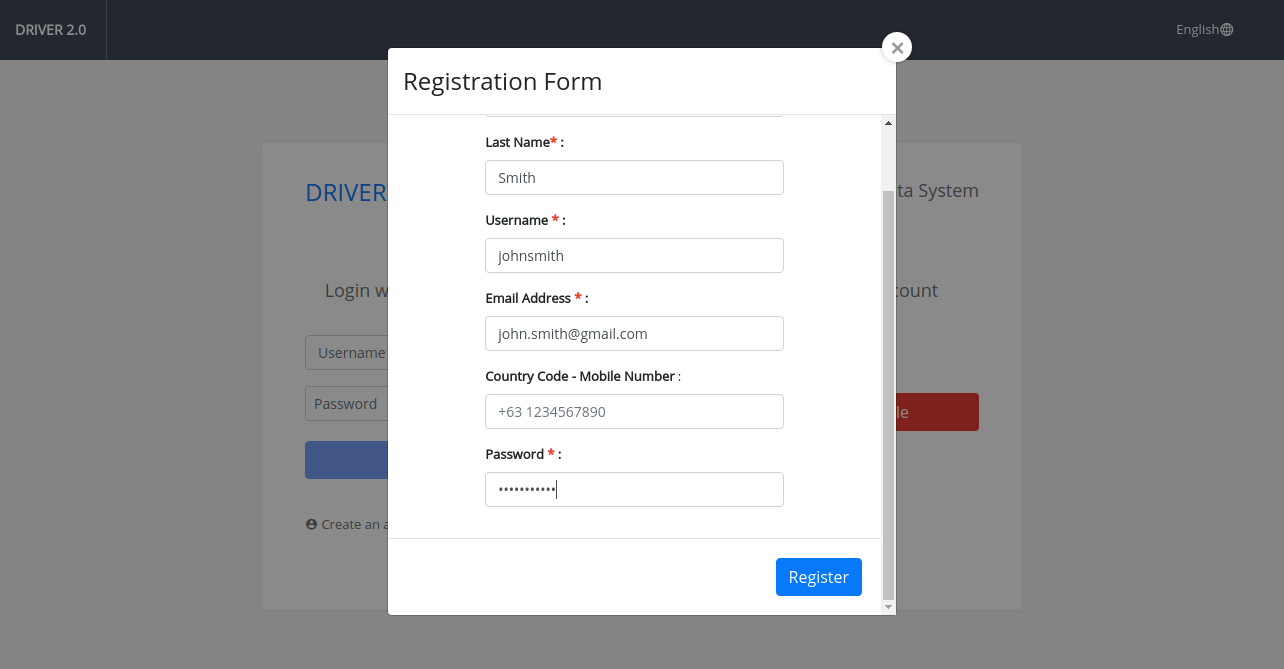 DRIVER 2.0
English
Registration Form
Last Name* :
Smith
Username * :
johnsmith
Email Address * :
john.smith@gmail.com
Country Code - Mobile Number :
+63 1234567890
Password * :
•••••••••••
Register
DRIVER
ta System
Login w
count
Username
Password
le
Create an a